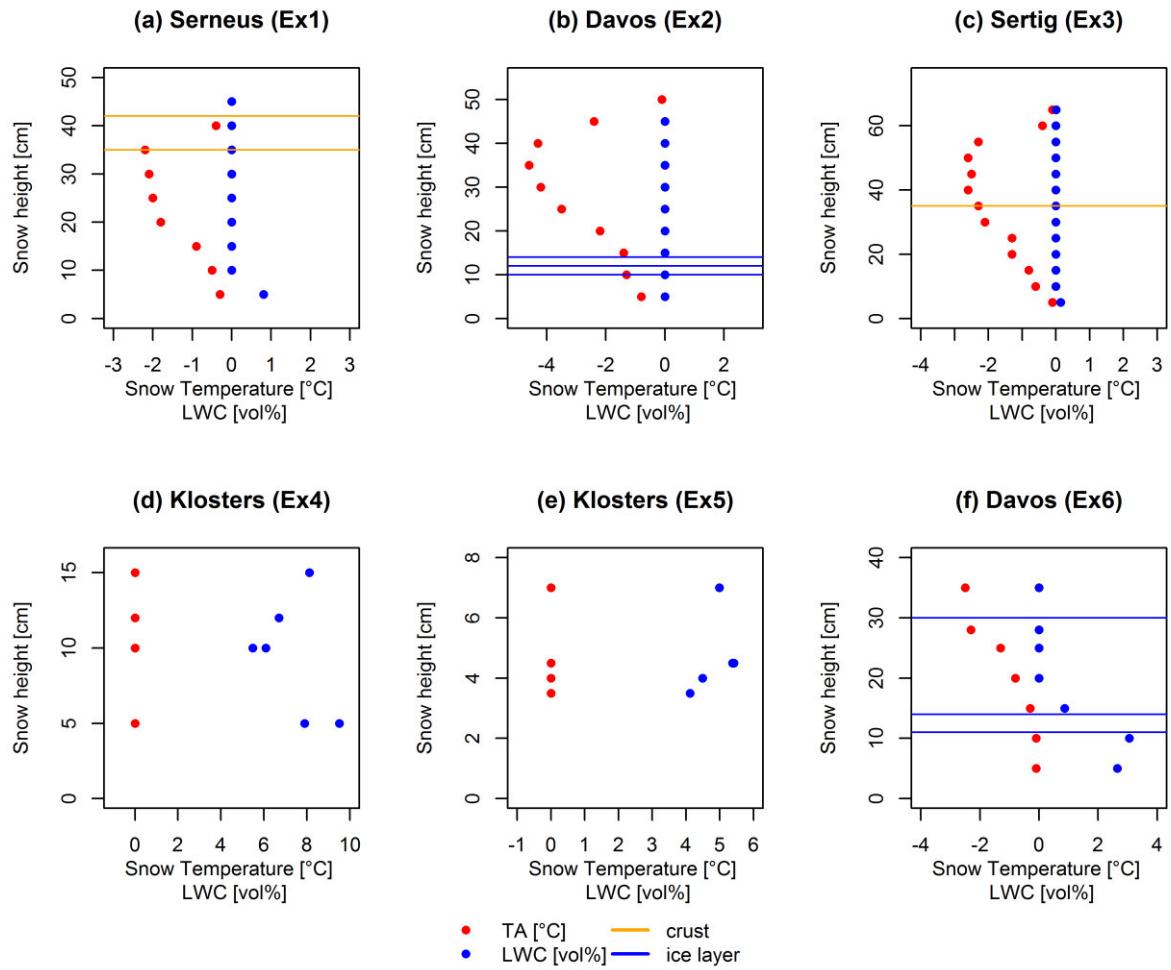 (a) Serneus (Ex1)
(b) Davos (Ex2)
(c) Sertig (Ex3)
Snow height [cm]
0 10 20 30 40 50
-3 -2 -1 0 1 2 3
Snow Temperature [°C]
LWC [vol%]
Snow height [cm]
0 10 20 30 40 50
-4 -2 0 2
Snow Temperature [°C]
LWC [vol%]
Snow height [cm]
0 20 40 60
-4 -2 0 1 2 3
Snow Temperature [°C]
LWC [vol%]
(d) Klosters (Ex4)
(e) Klosters (Ex5)
(f) Davos (Ex6)
Snow height [cm]
0 5 10 15
0 2 4 6 8 10
Snow Temperature [°C]
LWC [vol%]
Snow height [cm]
0 2 4 6 8
-1 0 1 2 3 4 5 6
Snow Temperature [°C]
LWC [vol%]
Snow height [cm]
0 10 20 30 40
-4 -2 0 2 4
Snow Temperature [°C]
LWC [vol%]
TA [°C]
crust
LWC [vol%]
ice layer